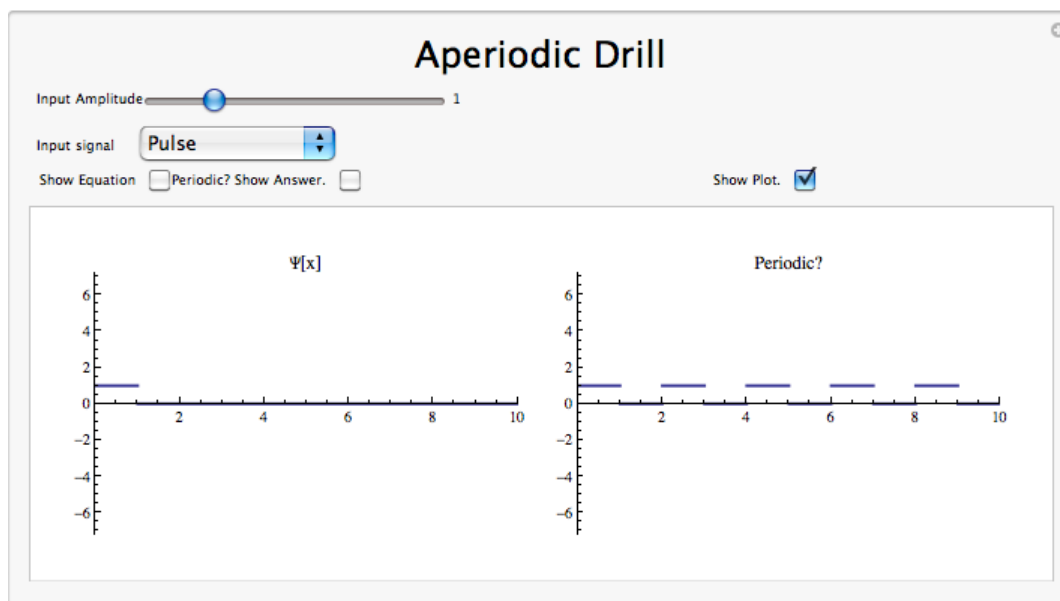 Aperiodic Drill
Input Amplitude 1
Input signal Pulse
Show Equation Periodic? Show Answer. Show Plot.
Ψ[x] Periodic?
6 6
4 4
2 2
0 2 4 6 8 10 0 2 4 6 8 10
−2 −2
−4 −4
−6 −6